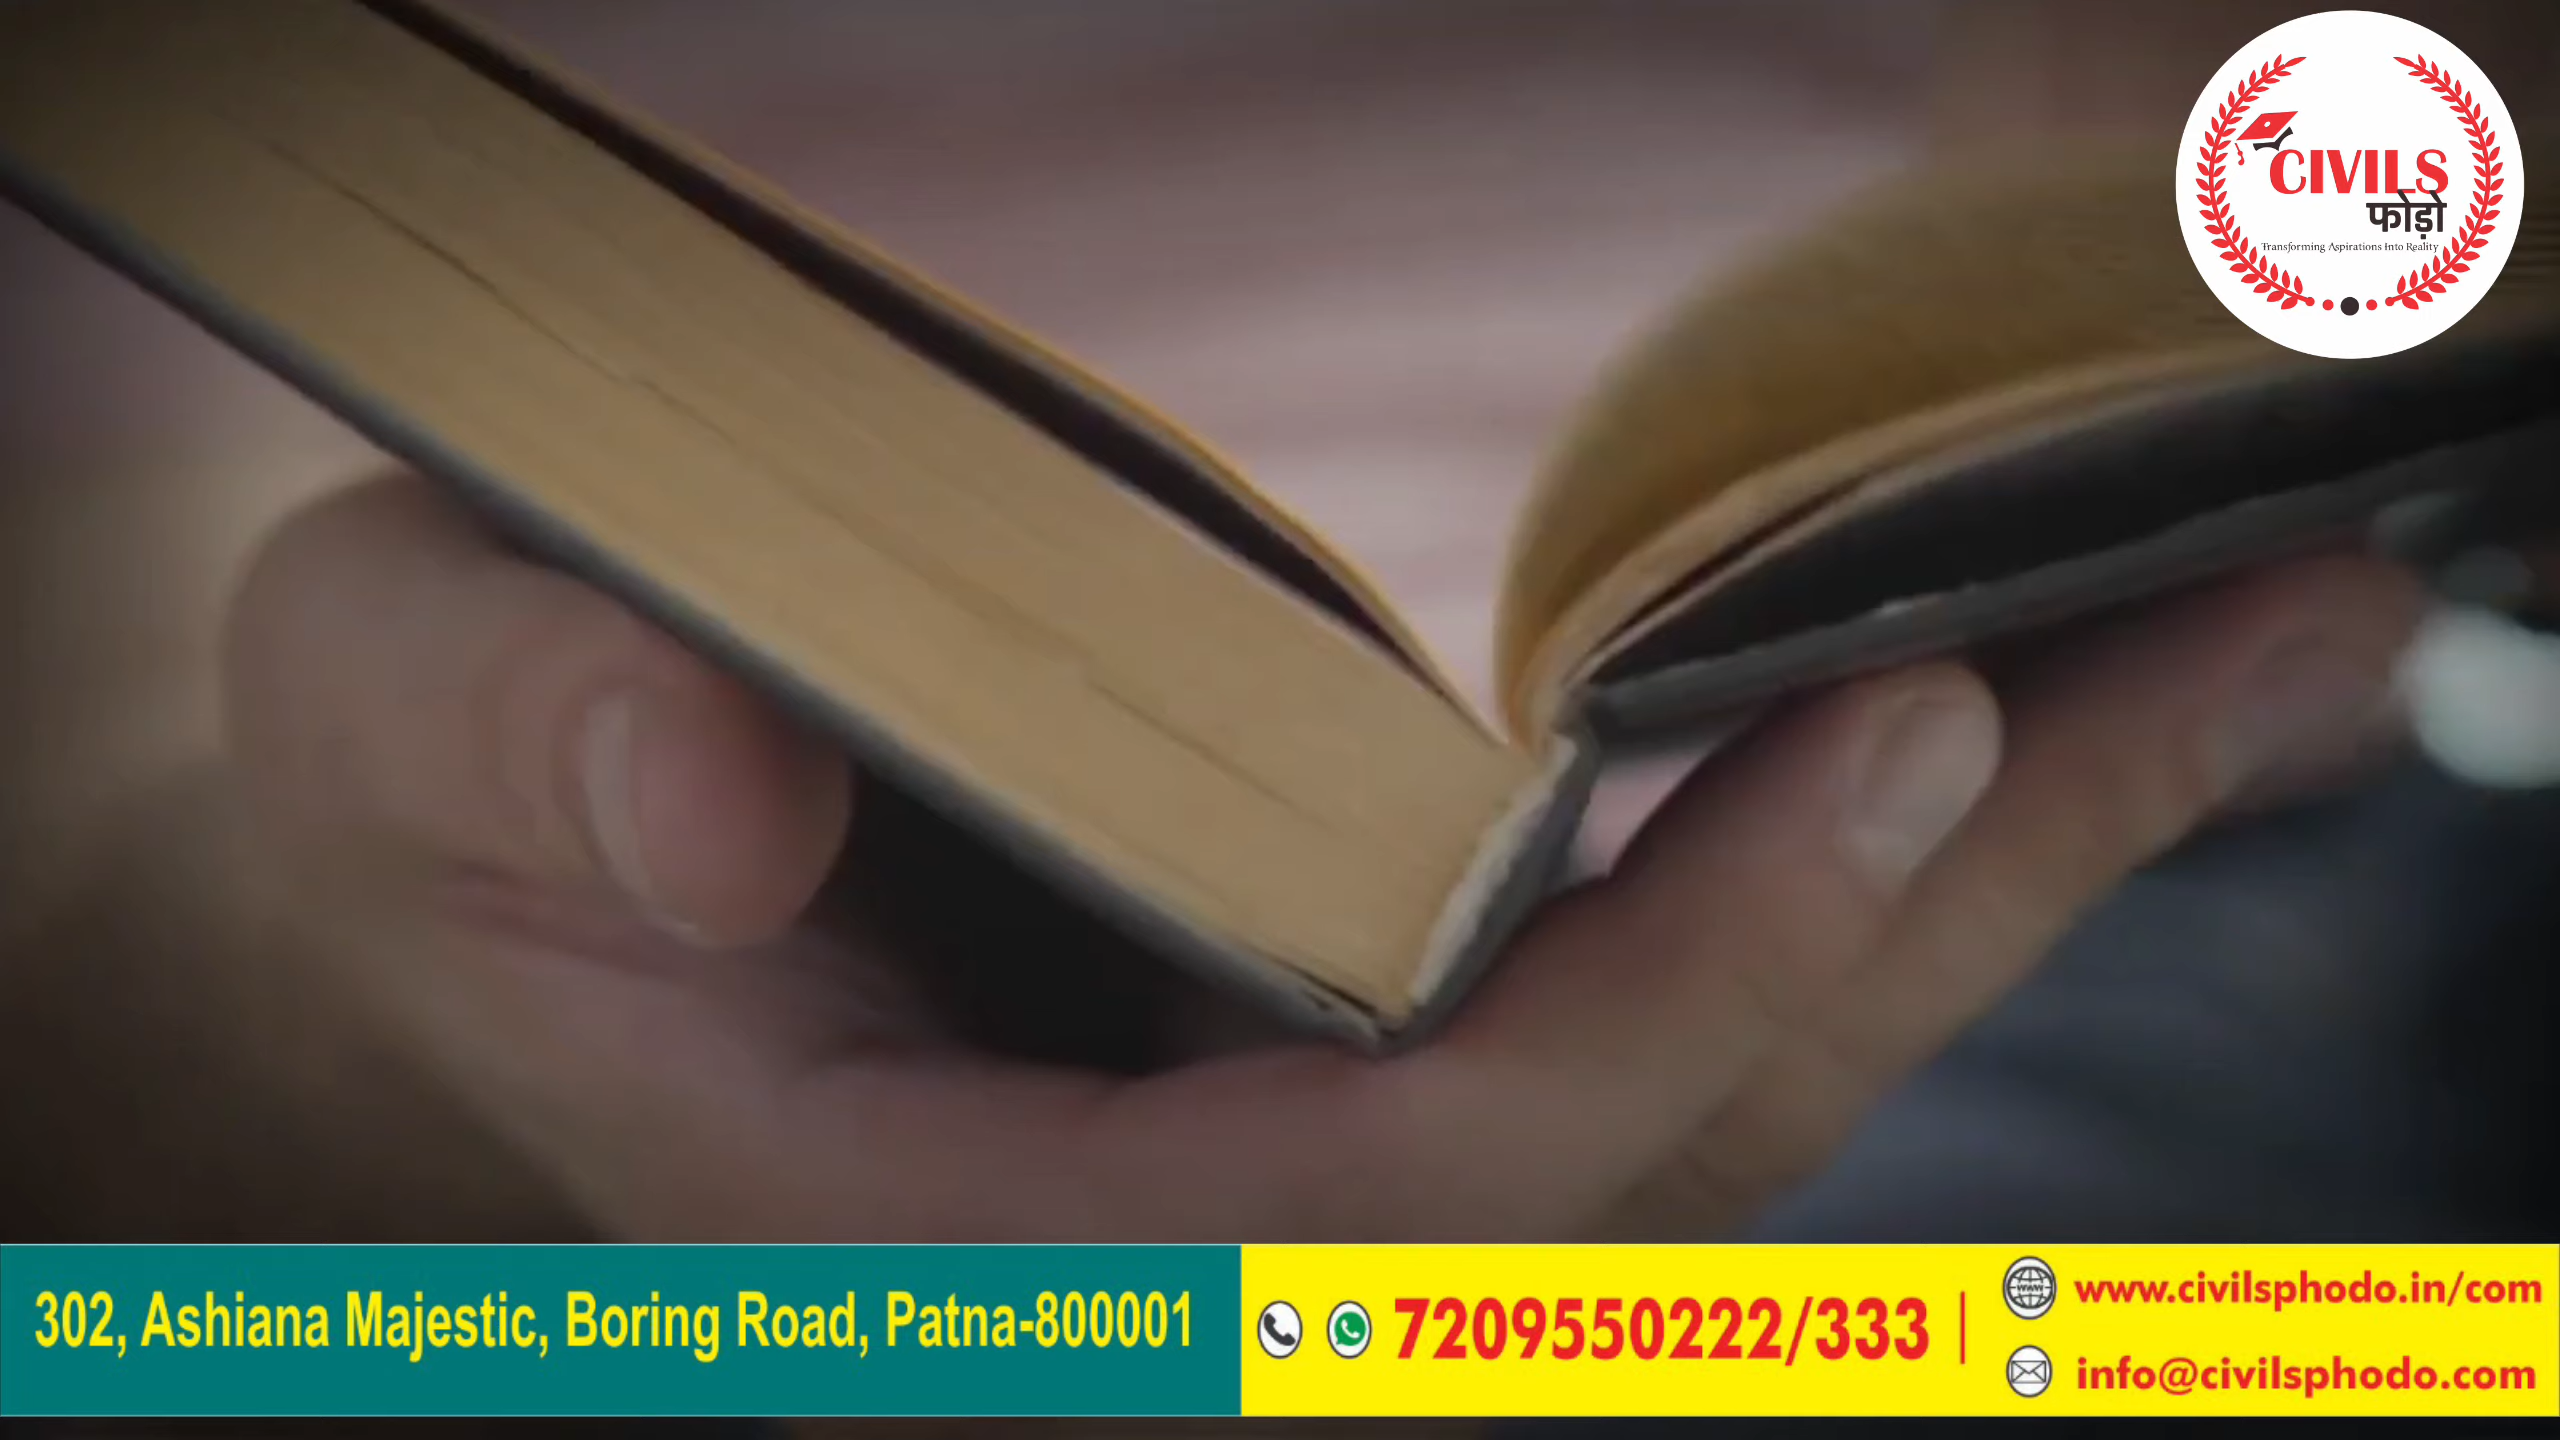 CIVILS
फोड़ो
Transforming Aspirations Into Reality
302, Ashiana Majestic, Boring Road, Patna-800001
7209550222/333
www.civilsphodo.in/com
info@civilsphodo.com